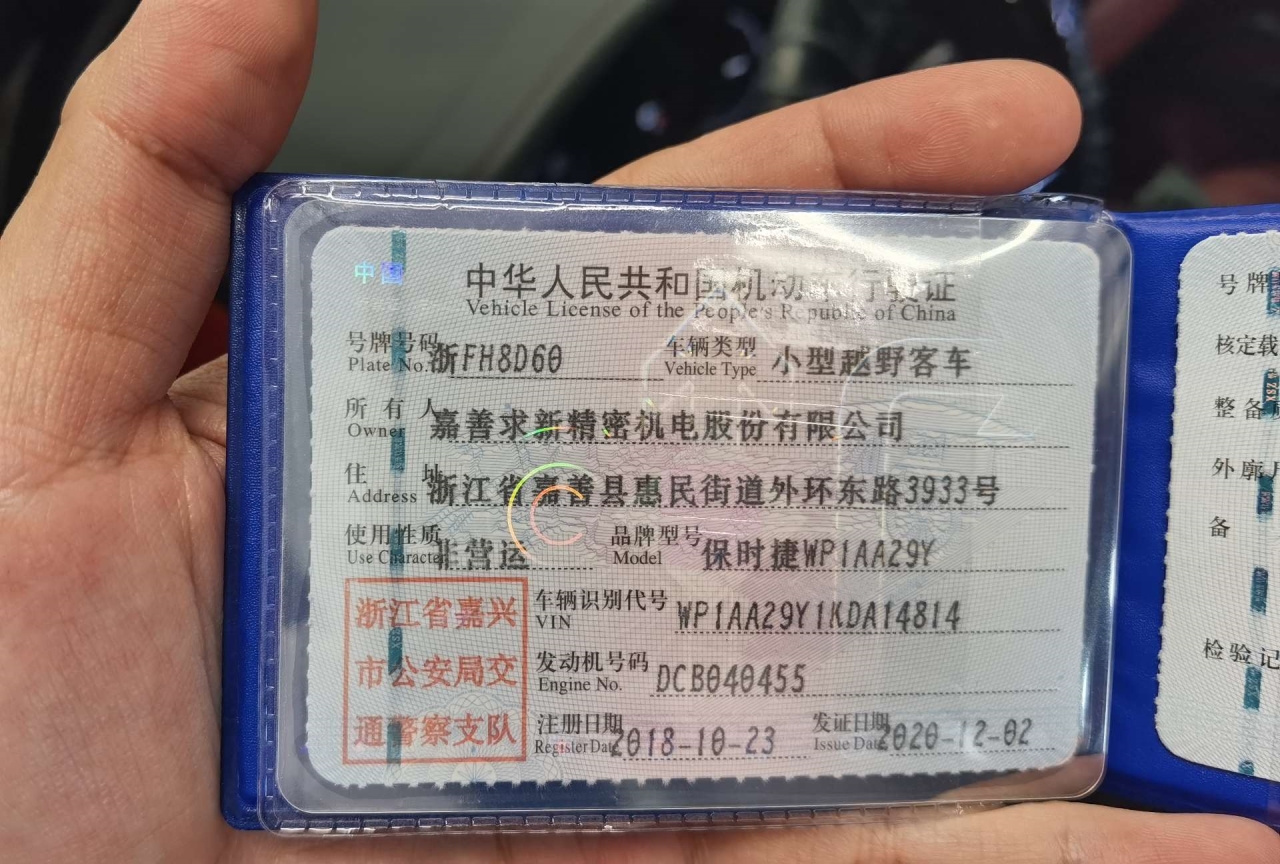 中国
中华人民共和国机动车行驶证
Vehicle License of the People's Republic of China
号牌号码 浙FH8D60 车辆类型 小型越野客车
Plate No. Vehicle Type
所有人 嘉善求新精密机电股份有限公司
Owner
住址 浙江省嘉善县惠民街道外环东路3933号
Address
使用性质 非营运 品牌型号 保时捷WP1AA29Y
Use Character Model
浙江省嘉兴
市公安局交
通警察支队
车辆识别代号 WP1AA29Y1KDA14814
VIN
发动机号码 DCB040455
Engine No.
注册日期 2018-10-23 发证日期 2020-12-02
Register Date Issue Date
号牌
核定载
整备
外廓
备
检验记